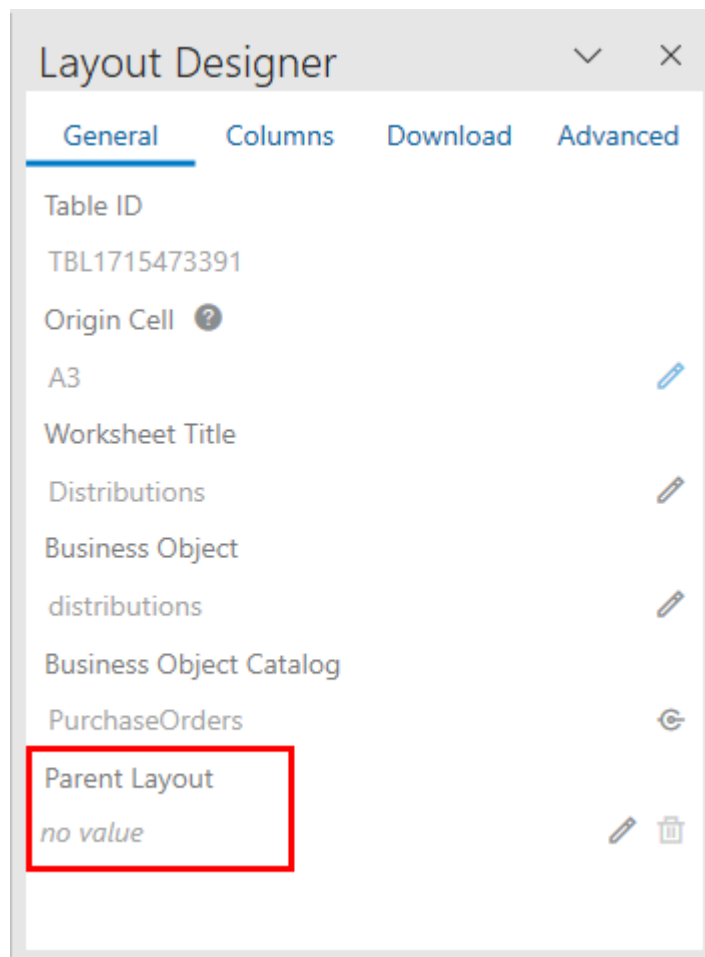 Layout Designer
General Columns Download Advanced
Table ID
TBL1715473391
Origin Cell ?
A3
Worksheet Title
Distributions
Business Object
distributions
Business Object Catalog
PurchaseOrders
Parent Layout
no value